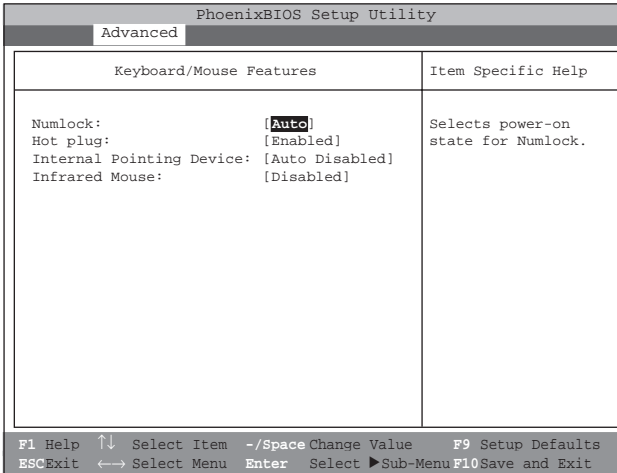 PhoenixBIOS Setup Utility
Advanced
Keyboard/Mouse Features
Item Specific Help
Numlock: [Auto]
Hot plug: [Enabled]
Internal Pointing Device: [Auto Disabled]
Infrared Mouse: [Disabled]
Selects power-on
state for Numlock.
F1 Help ↑↓ Select Item -/Space Change Value F9 Setup Defaults
ESC Exit ←→ Select Menu Enter Select ▶Sub-Menu F10 Save and Exit